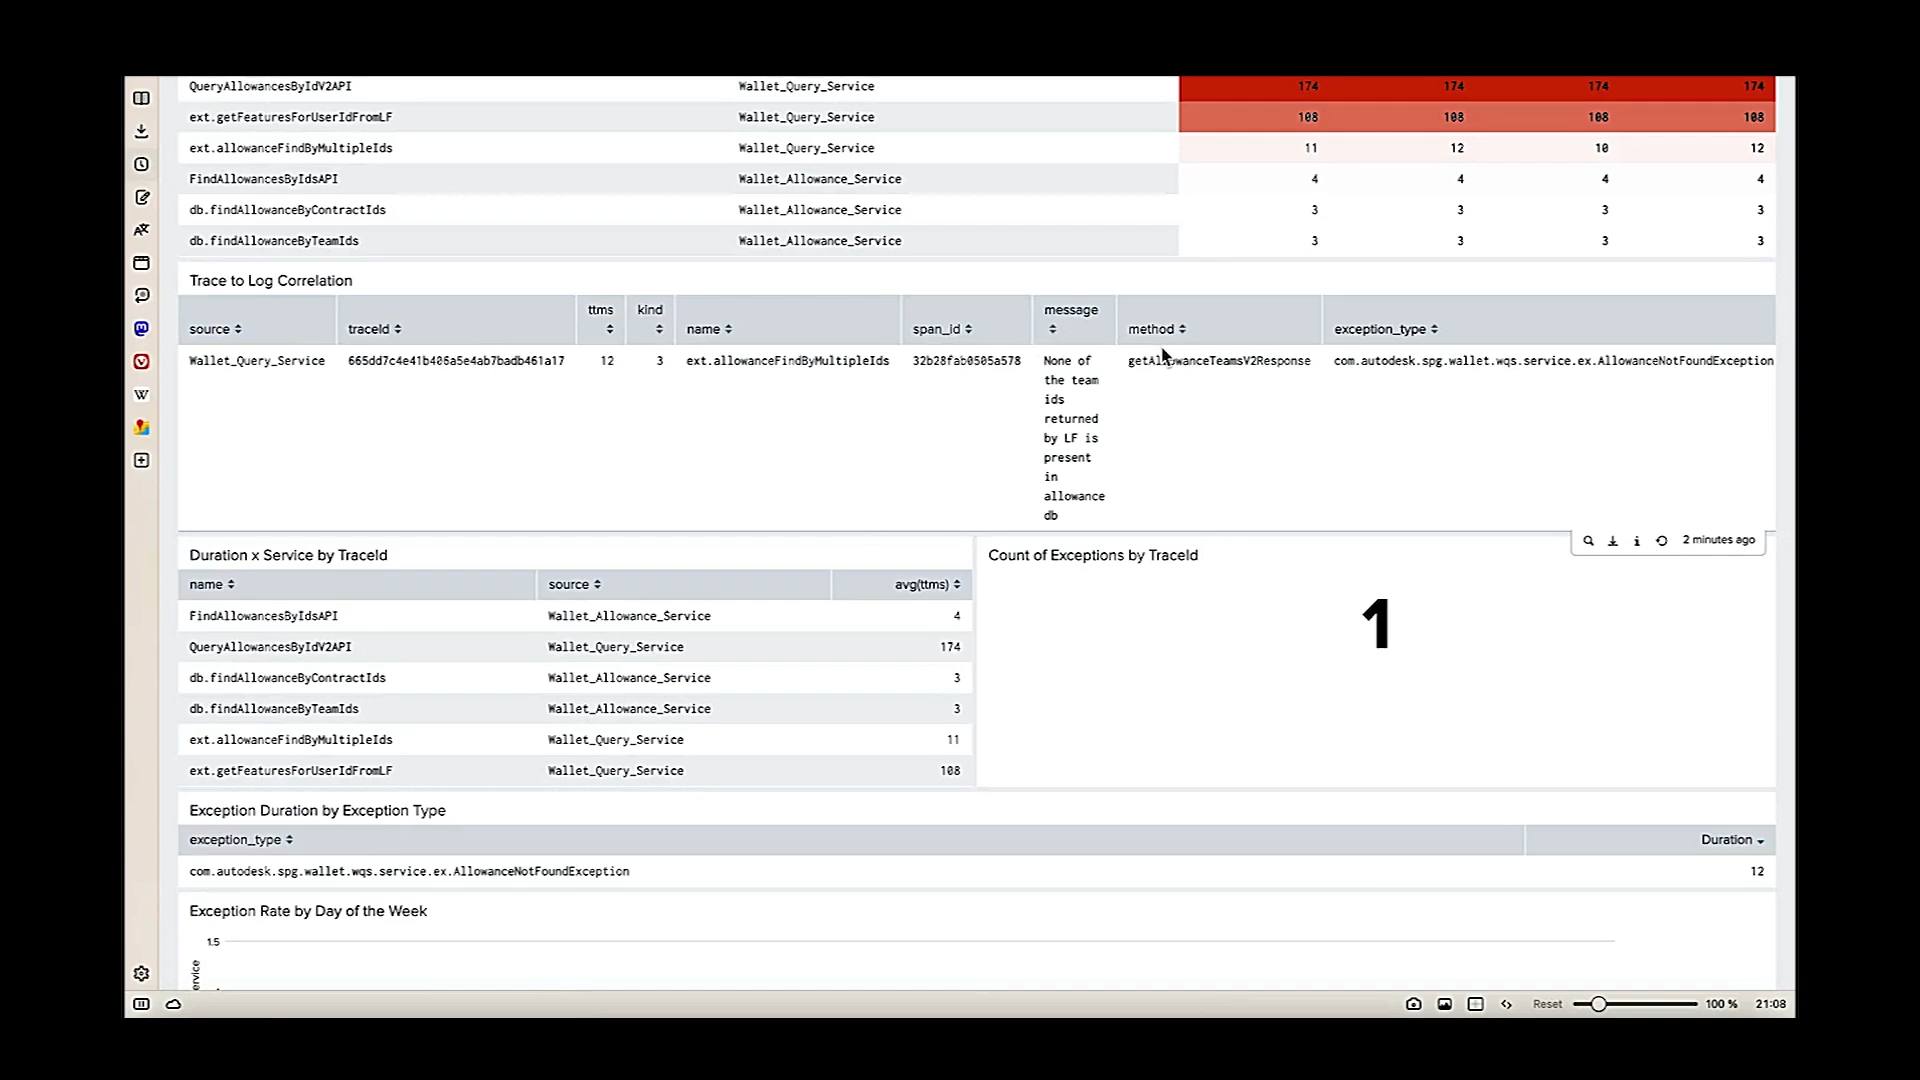 QueryAllowancesByIdV2API Wallet_Query_Service 174 174 174 174
ext.getFeaturesForUserIdFromLF Wallet_Query_Service 108 108 108 108
ext.allowanceFindByMultipleIds Wallet_Query_Service 11 12 10 12
FindAllowancesByIdsAPI Wallet_Allowance_Service 4 4 4 4
db.findAllowanceByContractIds Wallet_Allowance_Service 3 3 3 3
db.findAllowanceByTeamIds Wallet_Allowance_Service 3 3 3 3
Trace to Log Correlation
source traceId ttms kind name span_id message method exception_type
Wallet_Query_Service 665dd7c4e41b486a5e4ab7badb461a17 12 3 ext.allowanceFindByMultipleIds 32b28fab0505a578 None of getAllowanceTeamsV2Response com.autodesk.spg.wallet.wqs.service.ex.AllowanceNotFoundException
the team
ids
returned
by LF is
present
in
allowance
db
2 minutes ago
Duration x Service by TraceId
name source avg(ttms)
FindAllowancesByIdsAPI Wallet_Allowance_Service 4
QueryAllowancesByIdV2API Wallet_Query_Service 174
db.findAllowanceByContractIds Wallet_Allowance_Service 3
db.findAllowanceByTeamIds Wallet_Allowance_Service 3
ext.allowanceFindByMultipleIds Wallet_Query_Service 11
ext.getFeaturesForUserIdFromLF Wallet_Query_Service 108
Count of Exceptions by TraceId
1
Exception Duration by Exception Type
exception_type Duration
com.autodesk.spg.wallet.wqs.service.ex.AllowanceNotFoundException 12
Exception Rate by Day of the Week
1.5
ervice
Reset 100 % 21:08